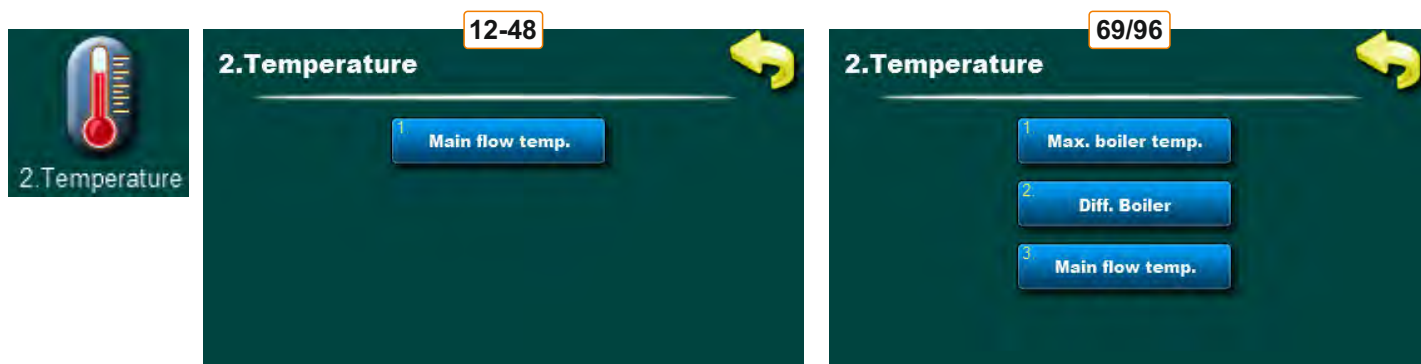 2.Temperature
12-48
2.Temperature
1
Main flow temp.
69/96
2.Temperature
1
Max. boiler temp.
2.
Diff. Boiler
3
Main flow temp.